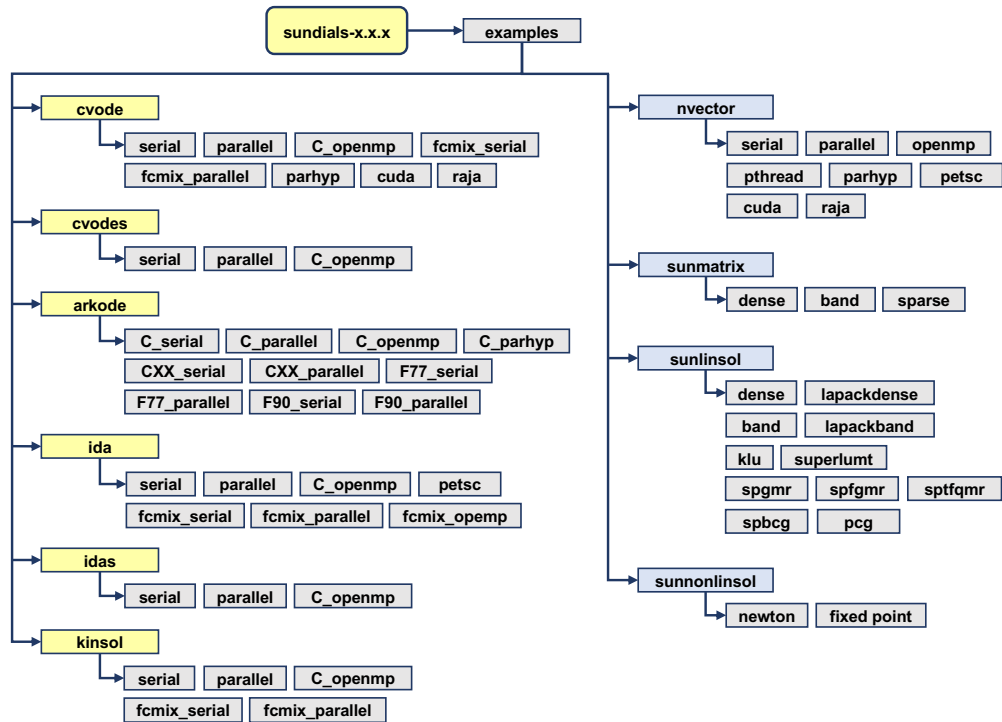 sundials-x.x.x examples
cvode
serial parallel C_openmp fcmix_serial
fcmix_parallel parhyp cuda raja
cvodes
serial parallel C_openmp
arkode
C_serial C_parallel C_openmp C_parhyp
CXX_serial CXX_parallel F77_serial
F77_parallel F90_serial F90_parallel
ida
serial parallel C_openmp petsc
fcmix_serial fcmix_parallel fcmix_opemp
idas
serial parallel C_openmp
kinsol
serial parallel C_openmp
fcmix_serial fcmix_parallel
nvector
serial parallel openmp
pthread parhyp petsc
cuda raja
sunmatrix
dense band sparse
sunlinsol
dense lapackdense
band lapackband
klu superlumt
spgmr spfgmr sptfqmr
spbcg pcg
sunnonlinsol
newton fixed point